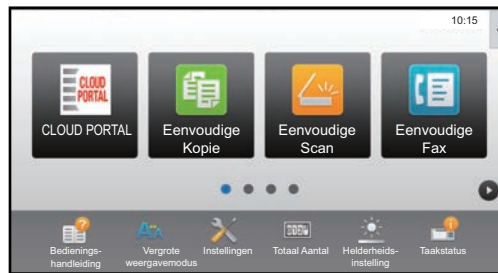 10:15
CLOUD
PORTAL
CLOUD PORTAL
Eenvoudige
Kopie
Eenvoudige
Scan
Eenvoudige
Fax
Bedienings-
handleiding
Vergrote
weergavemodus
Instellingen
Totaal Aantal
Helderheids-
instelling
Taakstatus